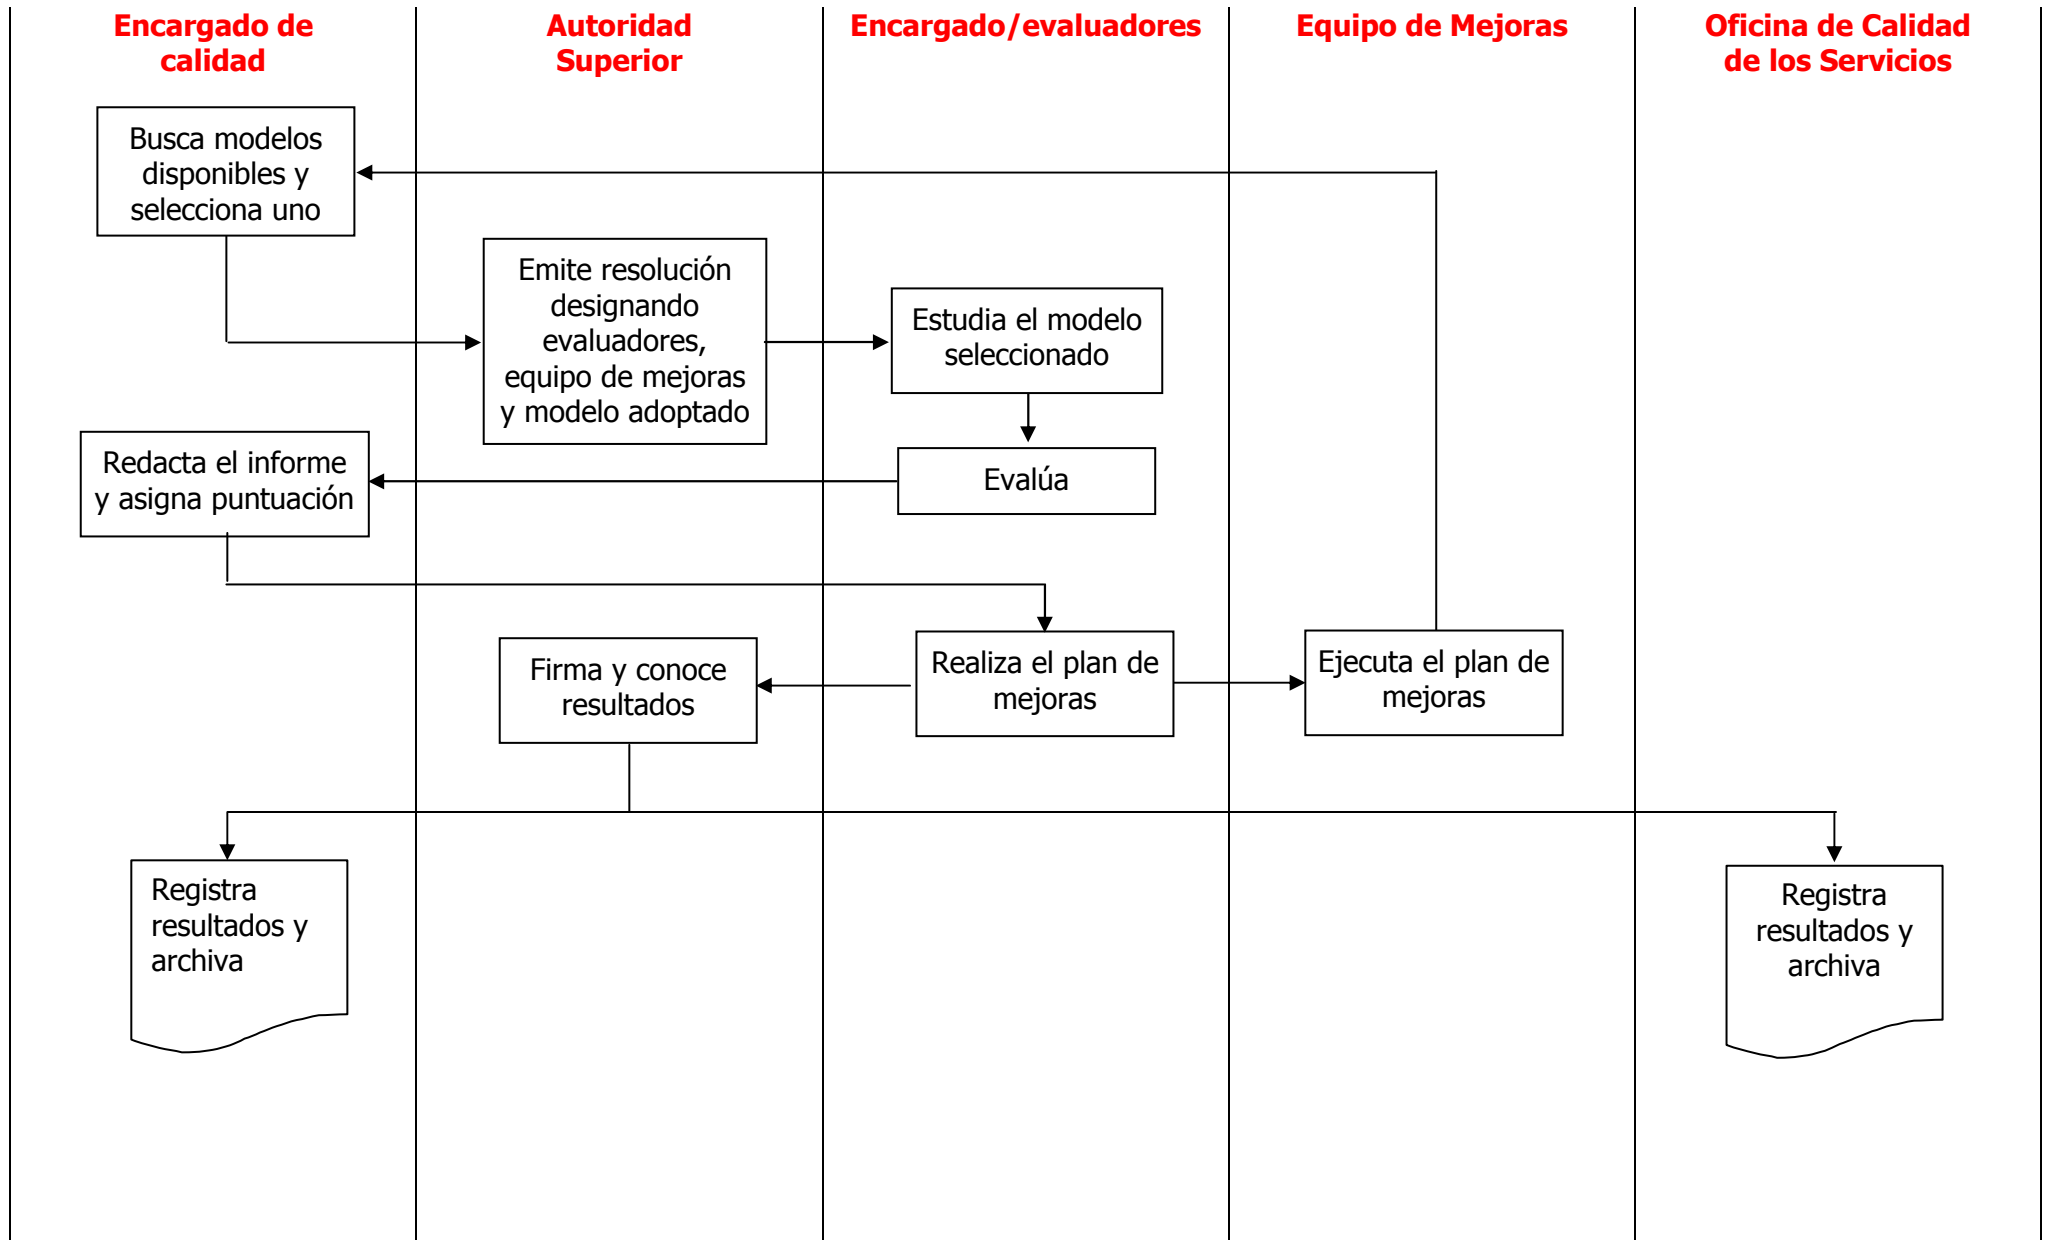 Encargado de
calidad
Autoridad
Superior
Encargado/evaluadores
Equipo de Mejoras
Oficina de Calidad
de los Servicios
Busca modelos
disponibles y
selecciona uno
Emite resolución
designando
evaluadores,
equipo de mejoras
y modelo adoptado
Estudia el modelo
seleccionado
Evalúa
Redacta el informe
y asigna puntuación
Realiza el plan de
mejoras
Firma y conoce
resultados
Ejecuta el plan de
mejoras
Registra
resultados y
archiva
Registra
resultados y
archiva